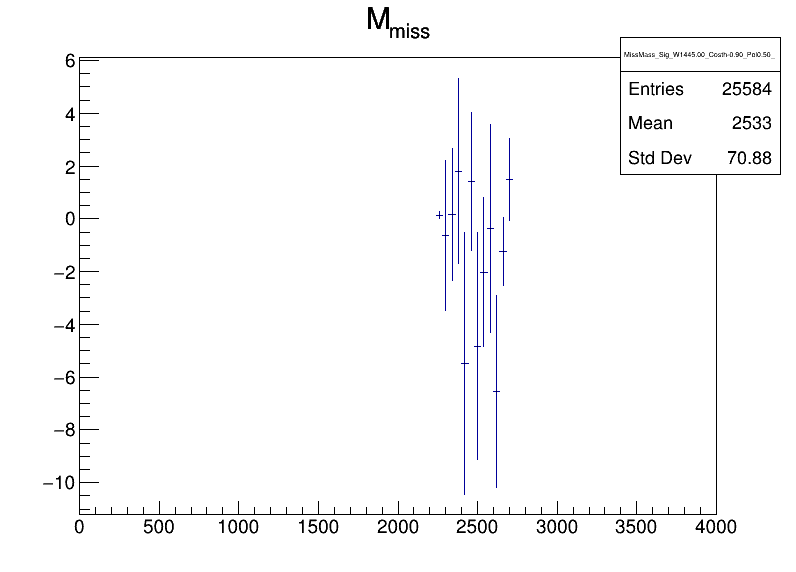 M_miss
MissMass_Sig_W1445.00_Costh-0.90_Pol0.50_
Entries 25584
Mean 2533
Std Dev 70.88
6
4
2
0
−2
−4
−6
−8
−10
0 500 1000 1500 2000 2500 3000 3500 4000